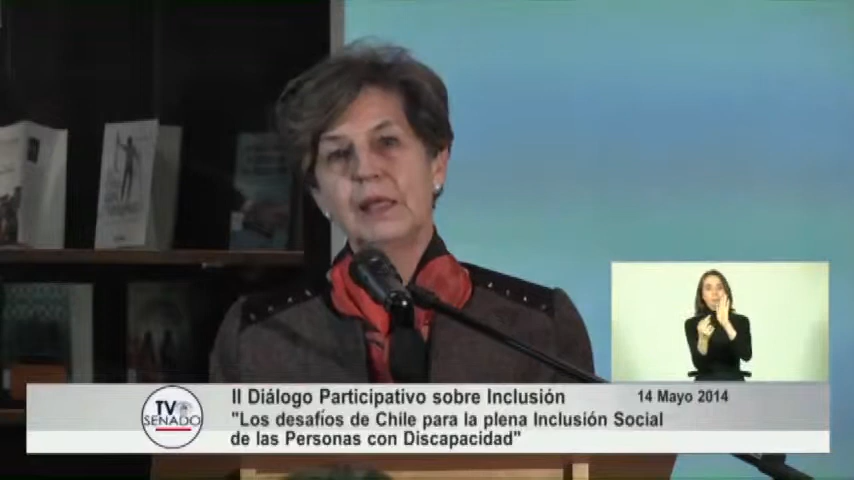 II Diálogo Participativo sobre Inclusión
14 Mayo 2014
TV
SENADO
"Los desafíos de Chile para la plena Inclusión Social
de las Personas con Discapacidad"